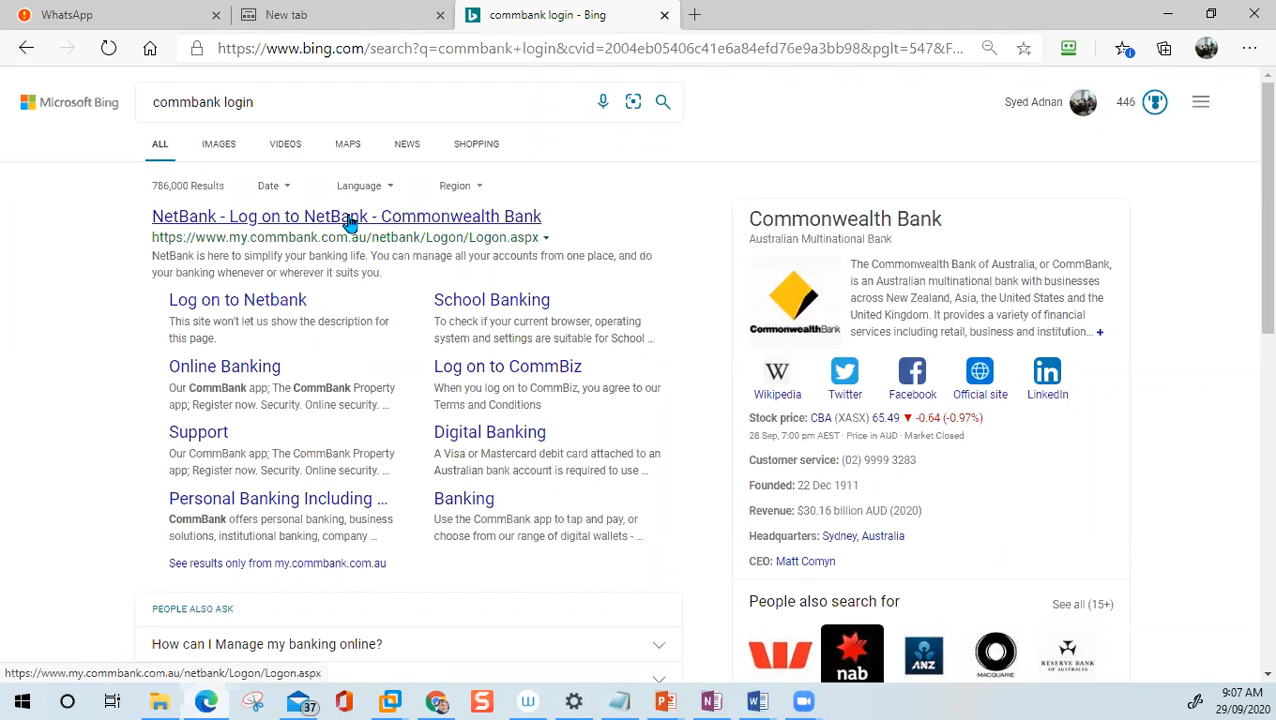 WhatsApp
Tab
commbank login - Bing
https://www.bing.com/search?q=commbank+login&cvid=2004eb05406c41e6a84efd76e9a3bb98&pglt=547&F...
Microsoft Bing
commbank login
Syed Adnan
446
ALL IMAGES VIDEOS MAPS NEWS SHOPPING
786,000 Results Date Language Region
NetBank - Log on to NetBank - Commonwealth Bank
https://www.my.commbank.com.au/netbank/Logon/Logon.aspx
NetBank is here to simplify your banking life. You can manage all your accounts from one place, and do
your banking whenever or wherever it suits you.
Log on to Netbank
This site won't let us show the description for
this page.
School Banking
To check if your current browser, operating
system and settings are suitable for School ...
Online Banking
Our CommBank app; The CommBank Property
app; Register now. Security. Online security. ...
Log on to CommBiz
When you log on to CommBiz, you agree to our
Terms and Conditions
Support
Our CommBank app; The CommBank Property
app; Register now. Security. Online security. ...
Digital Banking
A Visa or Mastercard debit card attached to an
Australian bank account is required to use ...
Personal Banking Including ...
CommBank offers personal banking, business
solutions, institutional banking, company ...
Banking
Use the CommBank app to tap and pay, or
choose from our range of digital wallets - ...
See results only from my.commbank.com.au
PEOPLE ALSO ASK
How can I Manage my banking online?
Commonwealth Bank
Australian Multinational Bank
CommonwealthBank
The Commonwealth Bank of Australia, or CommBank,
is an Australian multinational bank with businesses
across New Zealand, Asia, the United States and the
United Kingdom. It provides a variety of financial
services including retail, business and institution... +
W
Wikipedia Twitter Facebook Official site LinkedIn
Stock price: CBA (XASX) 65.49 ▼ -0.64 (-0.97%)
28 Sep, 7:00 pm AEST · Price in AUD · Market Closed
Customer service: (02) 9999 3283
Founded: 22 Dec 1911
Revenue: $30.16 billion AUD (2020)
Headquarters: Sydney, Australia
CEO: Matt Comyn
People also search for
See all (15+)
nab
ANZ
MACQUARIE
RESERVE BANK
OF AUSTRALIA
https://www.my.commbank.com.au/netbank/Logon/Logon.aspx
37
9:07 AM
29/09/2020